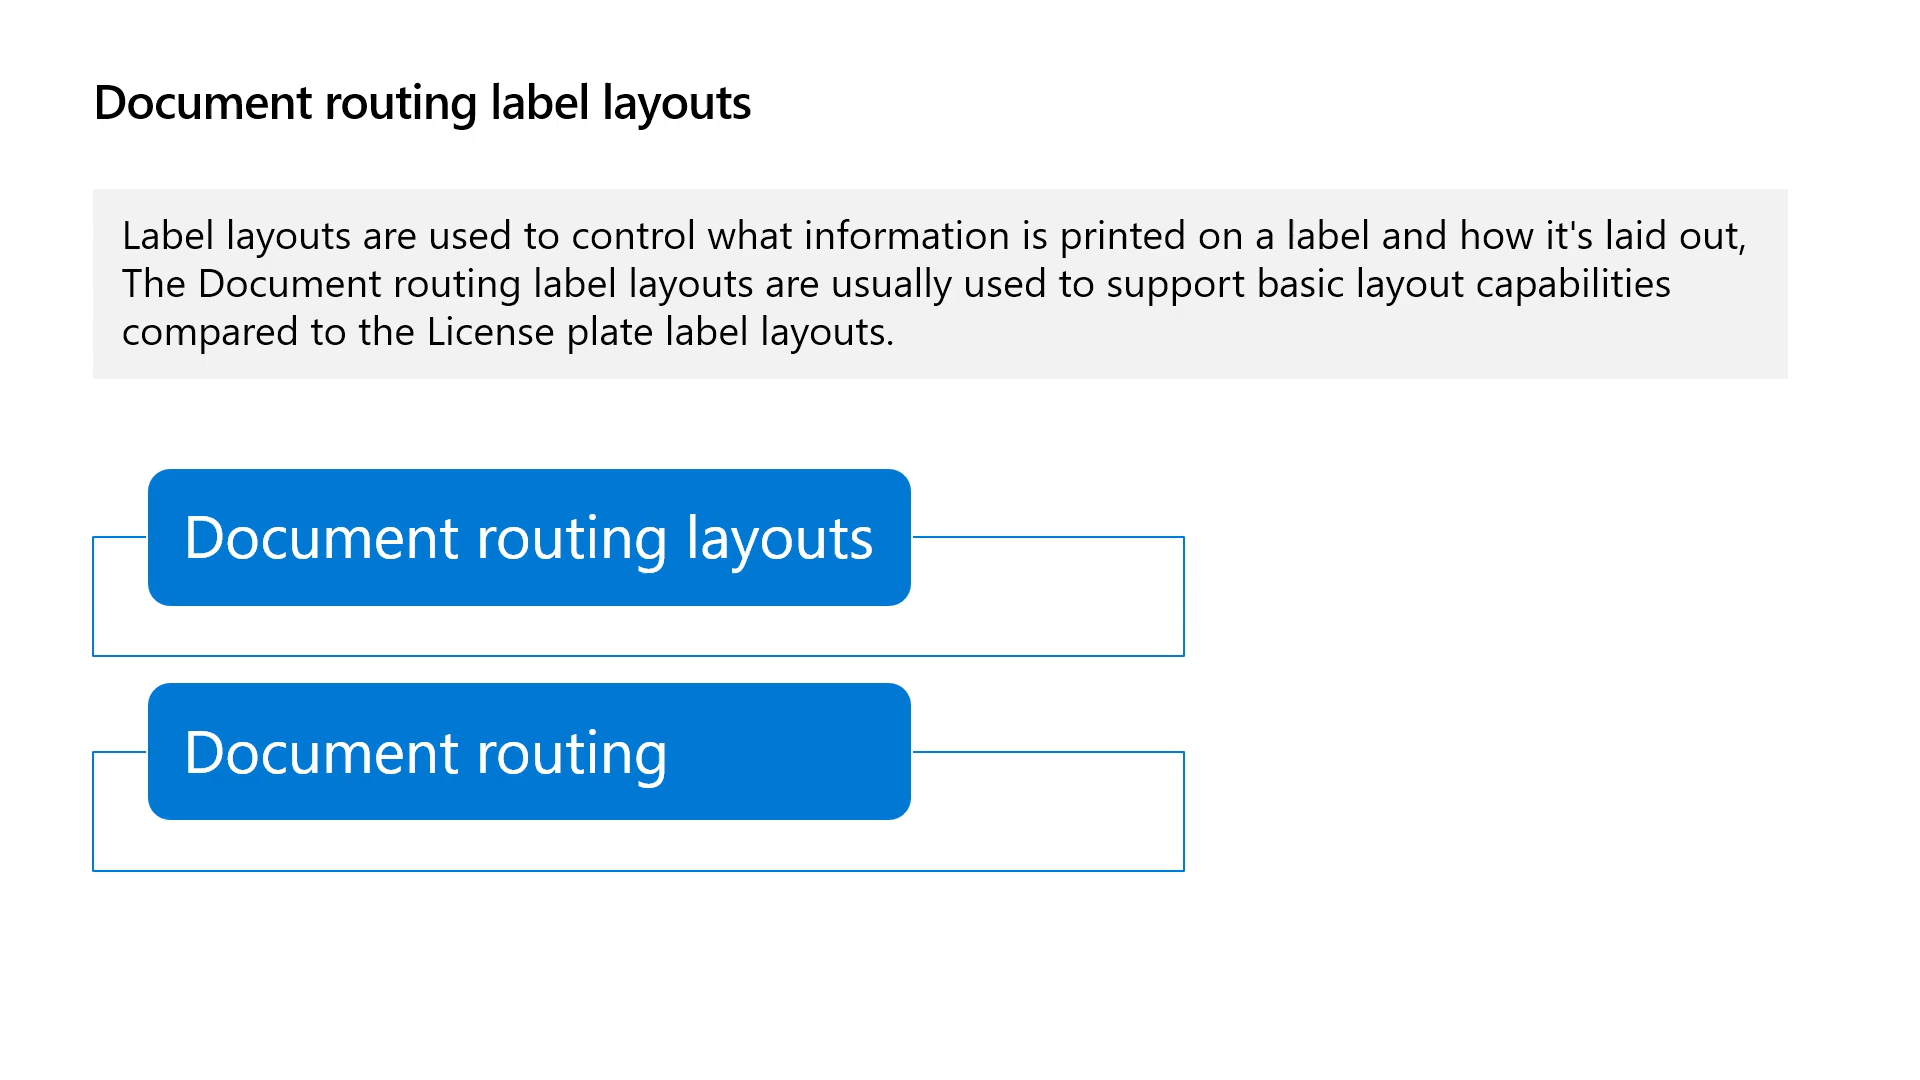 Document routing label layouts
Label layouts are used to control what information is printed on a label and how it's laid out,
The Document routing label layouts are usually used to support basic layout capabilities
compared to the License plate label layouts.
Document routing layouts
Document routing